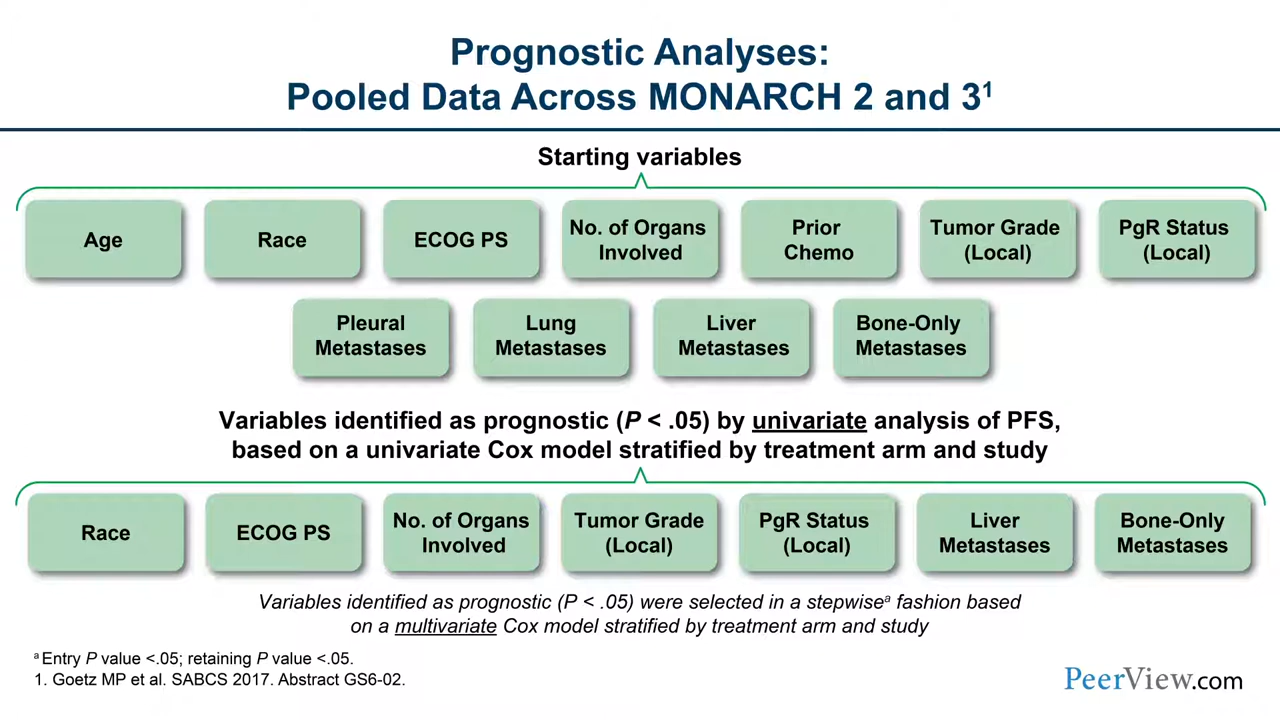 Prognostic Analyses:
Pooled Data Across MONARCH 2 and 3¹
Starting variables
Age
Race
ECOG PS
No. of Organs
Involved
Prior
Chemo
Tumor Grade
(Local)
PgR Status
(Local)
Pleural
Metastases
Lung
Metastases
Liver
Metastases
Bone-Only
Metastases
Variables identified as prognostic (P < .05) by univariate analysis of PFS,
based on a univariate Cox model stratified by treatment arm and study
Race
ECOG PS
No. of Organs
Involved
Tumor Grade
(Local)
PgR Status
(Local)
Liver
Metastases
Bone-Only
Metastases
Variables identified as prognostic (P < .05) were selected in a stepwiseᵃ fashion based
on a multivariate Cox model stratified by treatment arm and study
ᵃ Entry P value <.05; retaining P value <.05.
1. Goetz MP et al. SABCS 2017. Abstract GS6-02.
PeerView.com